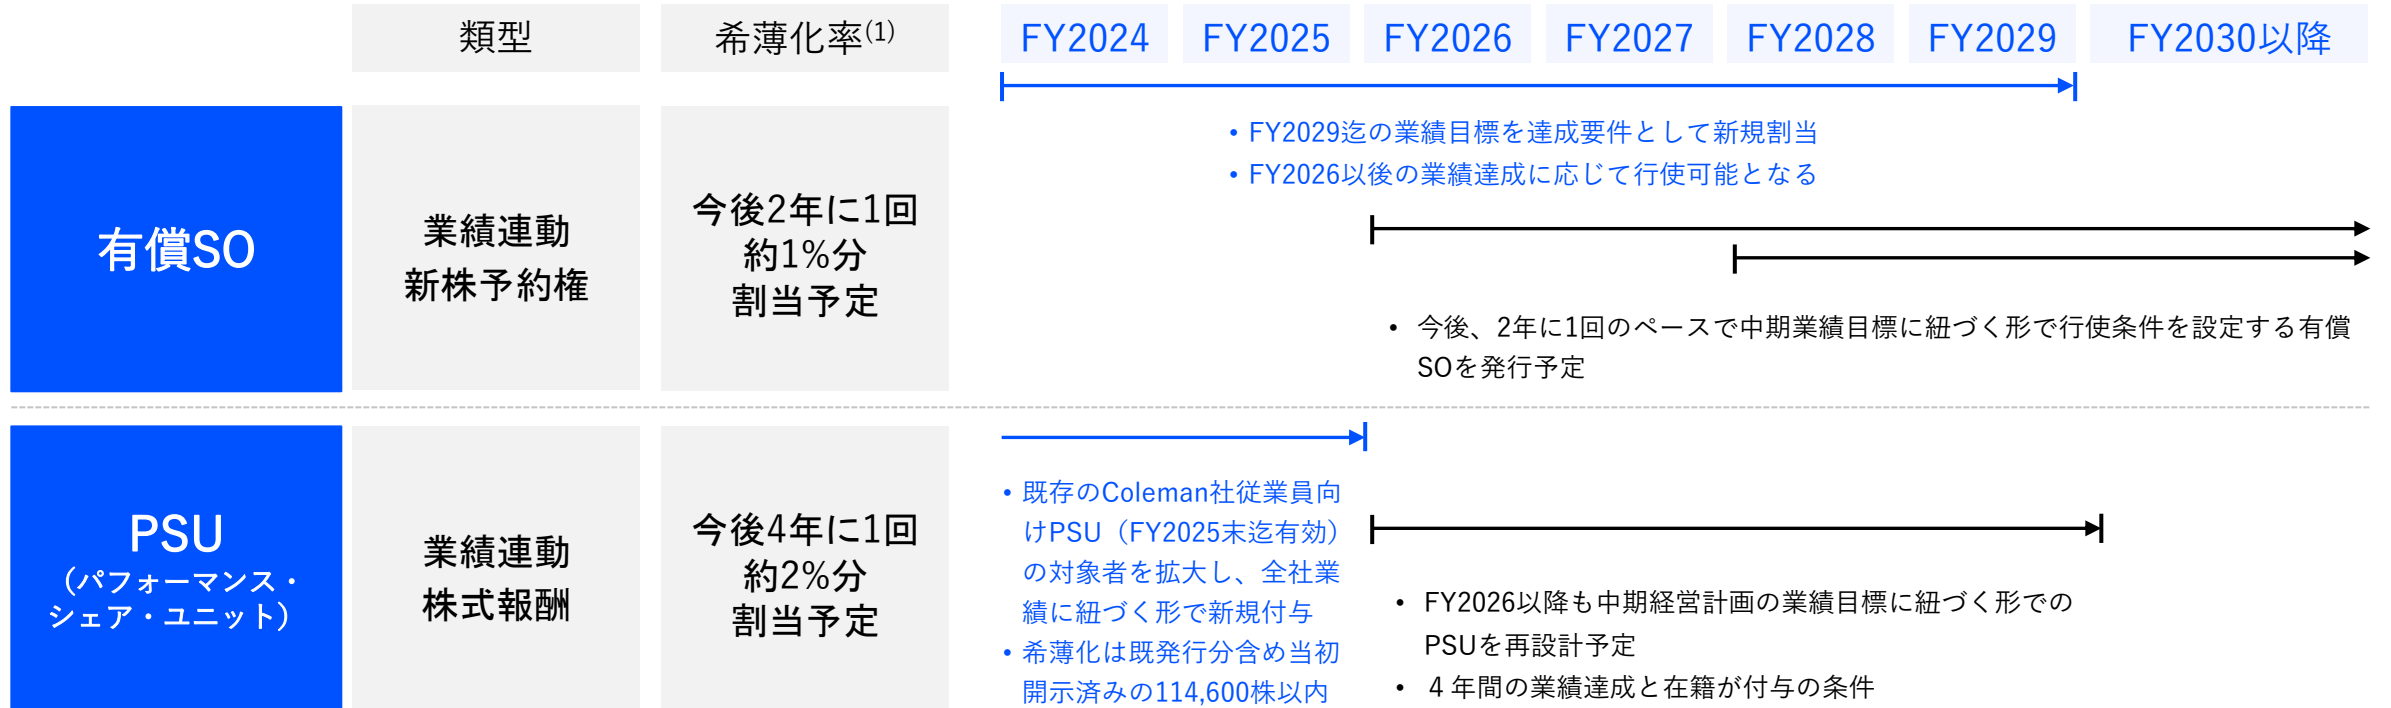 類型
希薄化率(1)
FY2024
FY2025
FY2026
FY2027
FY2028
FY2029
FY2030以降
有償SO
業績連動
新株予約権
今後2年に1回
約1%分
割当予定
• FY2029迄の業績目標を達成要件として新規割当
• FY2026以後の業績達成に応じて行使可能となる
• 今後、2年に1回のペースで中期業績目標に紐づく形で行使条件を設定する有償
SOを発行予定
PSU
（パフォーマンス・
シェア・ユニット）
業績連動
株式報酬
今後4年に1回
約2%分
割当予定
• 既存のColeman社従業員向
けPSU（FY2025末迄有効）
の対象者を拡大し、全社業
績に紐づく形で新規付与
• 希薄化は既発行分含め当初
開示済みの114,600株以内
• FY2026以降も中期経営計画の業績目標に紐づく形での
PSUを再設計予定
• ４年間の業績達成と在籍が付与の条件